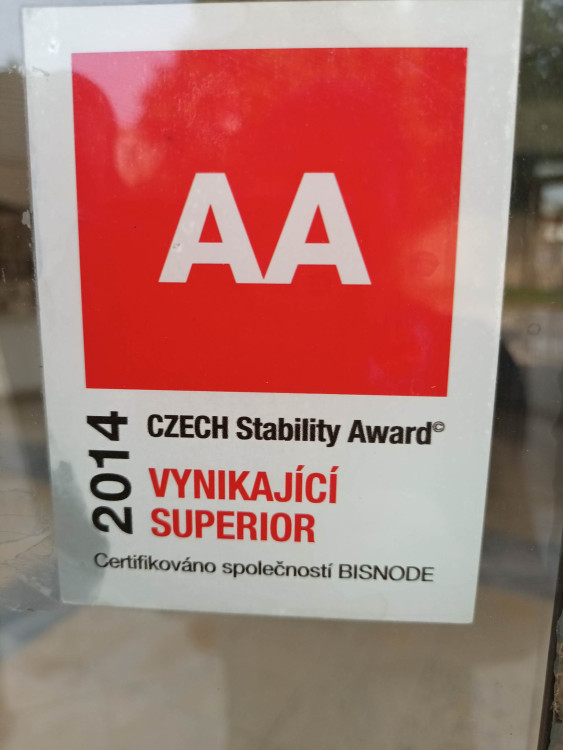 AA
2014
CZECH Stability Award©
VYNIKAJÍCÍ
SUPERIOR
Certifikováno společností BISNODE